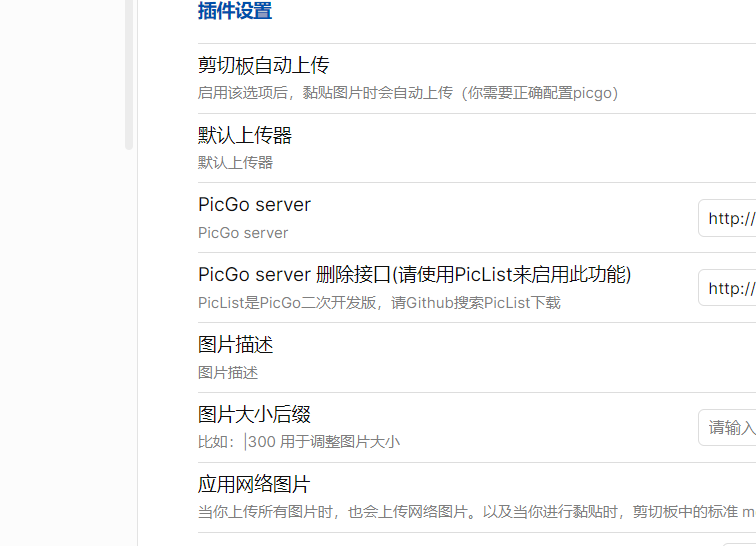 插件设置
剪切板自动上传
启用该选项后，黏贴图片时会自动上传（你需要正确配置picgo）
默认上传器
默认上传器
PicGo server
PicGo server
http://
PicGo server 删除接口(请使用PicList来启用此功能)
PicList是PicGo二次开发版，请Github搜索PicList下载
http://
图片描述
图片描述
图片大小后缀
比如：|300 用于调整图片大小
请输入
应用网络图片
当你上传所有图片时，也会上传网络图片。以及当你进行黏贴时，剪切板中的标准 m